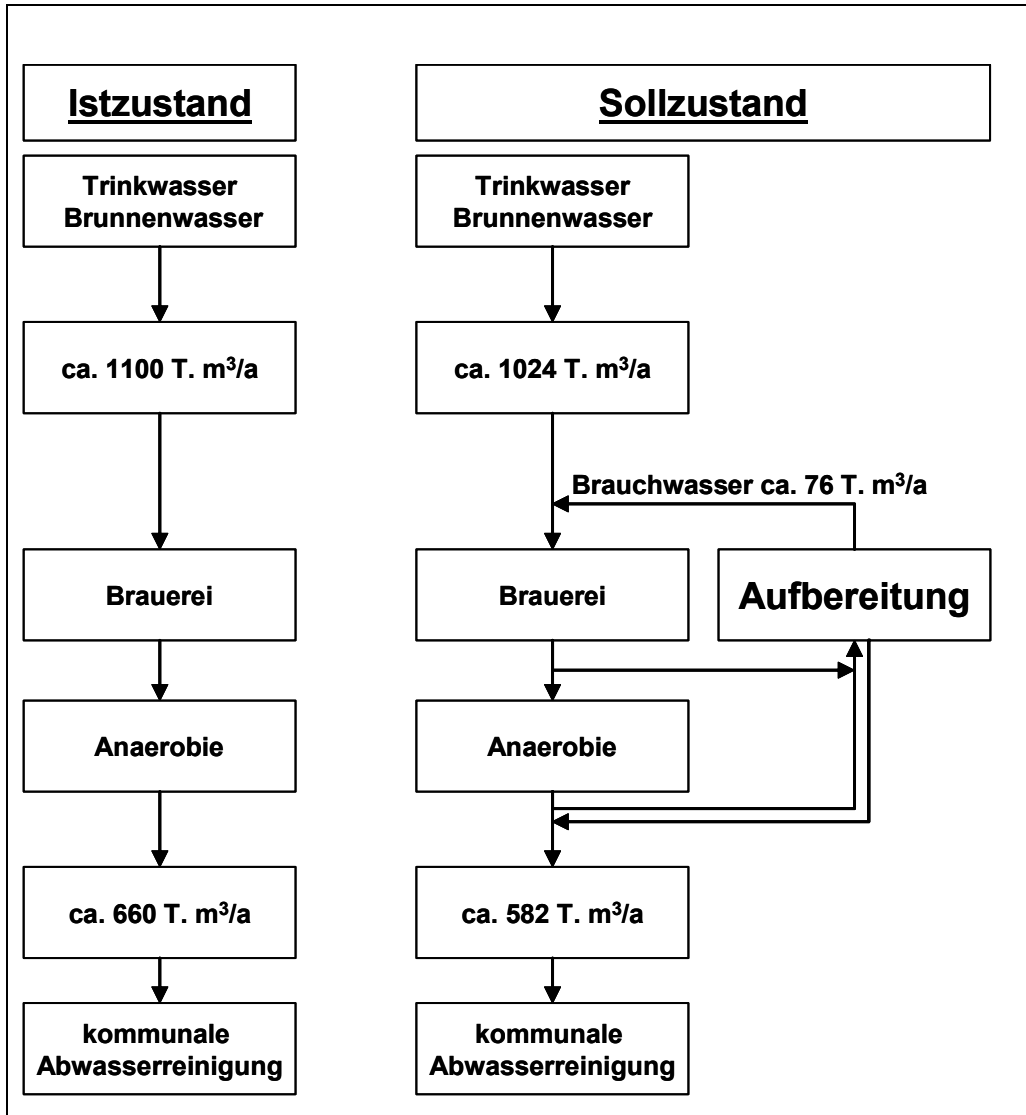 Istzustand
Trinkwasser
Brunnenwasser
ca. 1100 T. m³/a
Brauerei
Anaerobie
ca. 660 T. m³/a
kommunale
Abwasserreinigung
Sollzustand
Trinkwasser
Brunnenwasser
ca. 1024 T. m³/a
Brauchwasser ca. 76 T. m³/a
Brauerei
Aufbereitung
Anaerobie
ca. 582 T. m³/a
kommunale
Abwasserreinigung